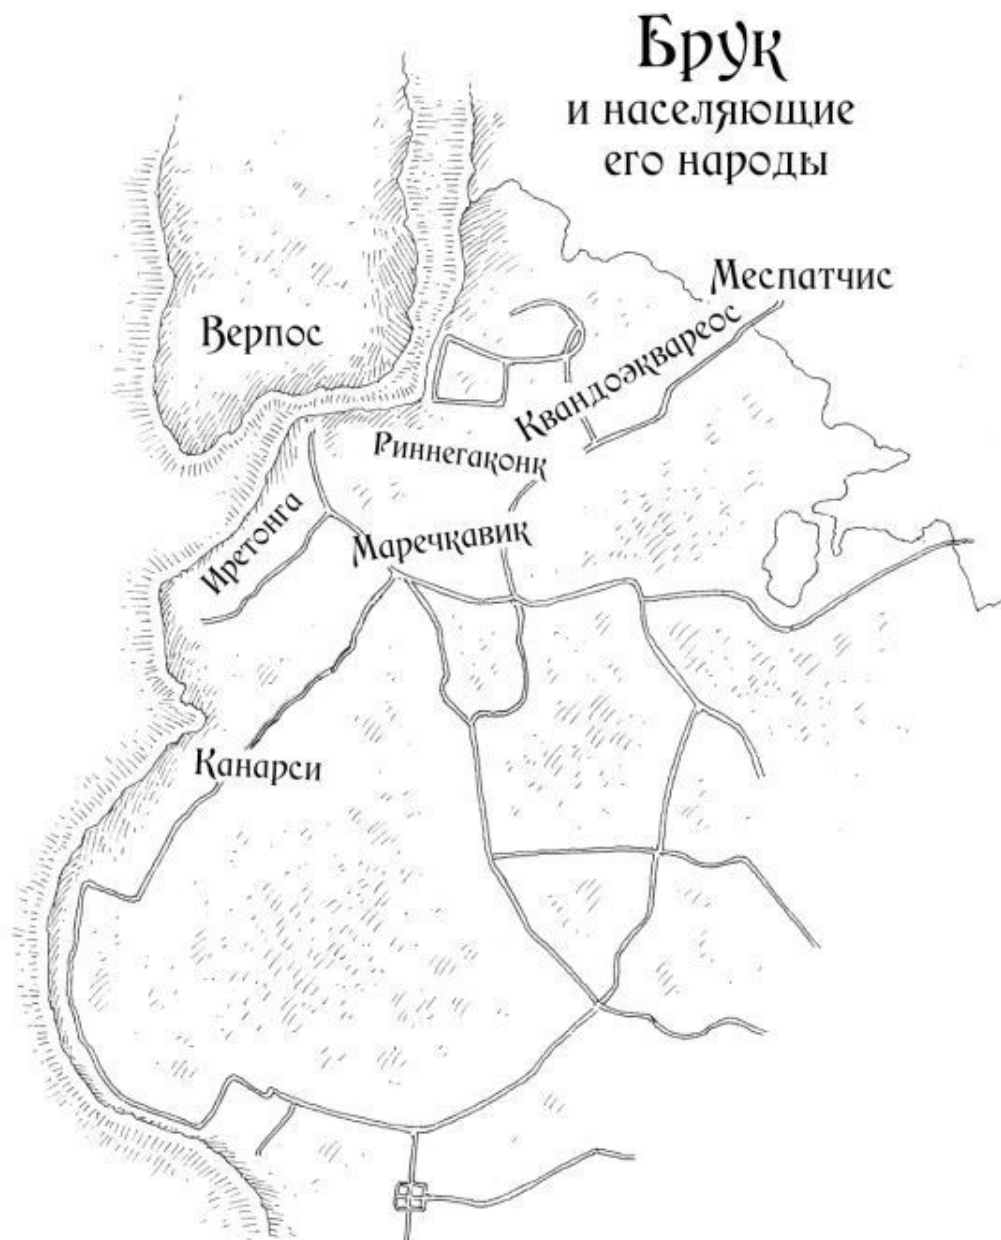 Брук
и населяющие
его народы
Меспатчис
Верпос
Квандоэквареос
Риннегаконк
Иретонга
Маречкавик
Канарси